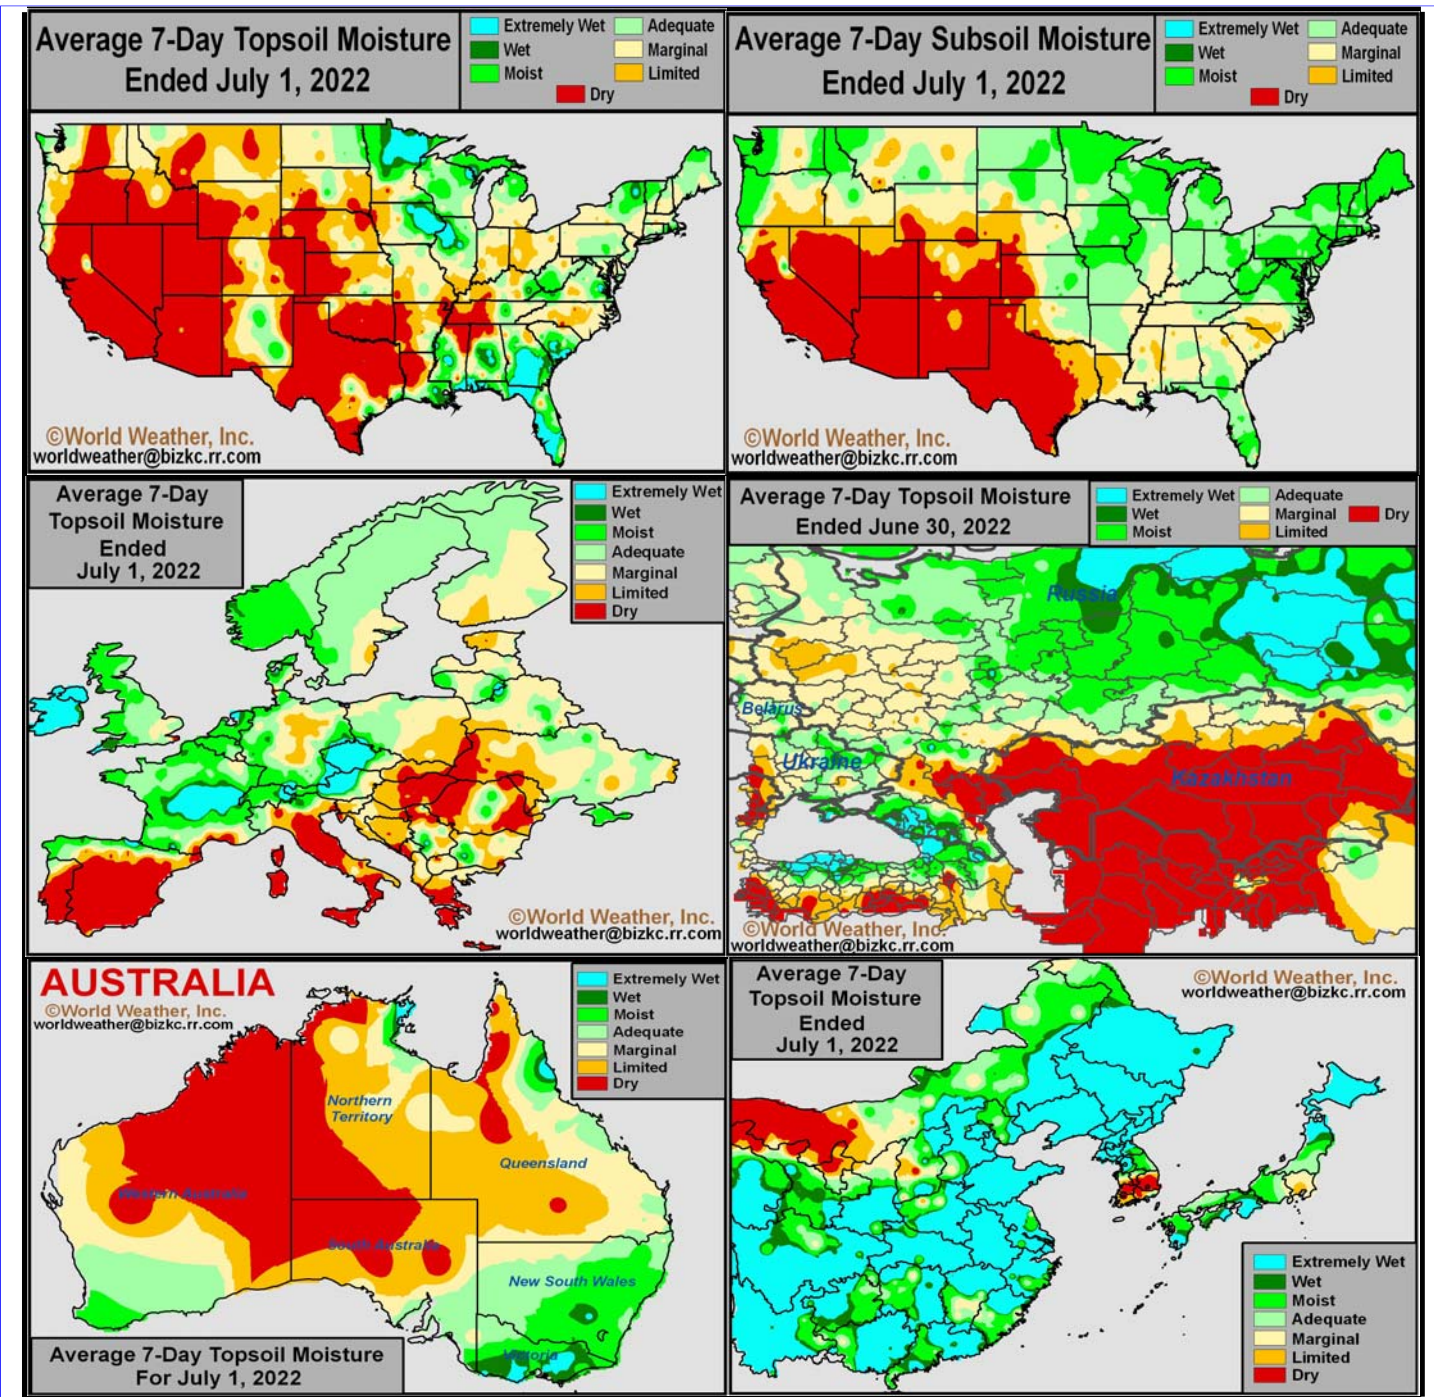 Average 7-Day Topsoil Moisture
Ended July 1, 2022
Extremely Wet
Wet
Moist
Adequate
Marginal
Limited
Dry
©World Weather, Inc.
worldweather@bizkc.rr.com
Average 7-Day Subsoil Moisture
Ended July 1, 2022
Extremely Wet
Wet
Moist
Adequate
Marginal
Limited
Dry
©World Weather, Inc.
worldweather@bizkc.rr.com
Average 7-Day
Topsoil Moisture
Ended
July 1, 2022
Extremely Wet
Wet
Moist
Adequate
Marginal
Limited
Dry
©World Weather, Inc.
worldweather@bizkc.rr.com
Average 7-Day Topsoil Moisture
Ended June 30, 2022
Extremely Wet
Wet
Moist
Adequate
Marginal
Limited
Dry
Russia
Belarus
Ukraine
Kazakhstan
©World Weather, Inc.
worldweather@bizkc.rr.com
AUSTRALIA
©World Weather, Inc.
worldweather@bizkc.rr.com
Extremely Wet
Wet
Moist
Adequate
Marginal
Limited
Dry
Northern
Territory
Queensland
Western Australia
South Australia
New South Wales
Victoria
Average 7-Day Topsoil Moisture
For July 1, 2022
Average 7-Day
Topsoil Moisture
Ended
July 1, 2022
©World Weather, Inc.
worldweather@bizkc.rr.com
Extremely Wet
Wet
Moist
Adequate
Marginal
Limited
Dry